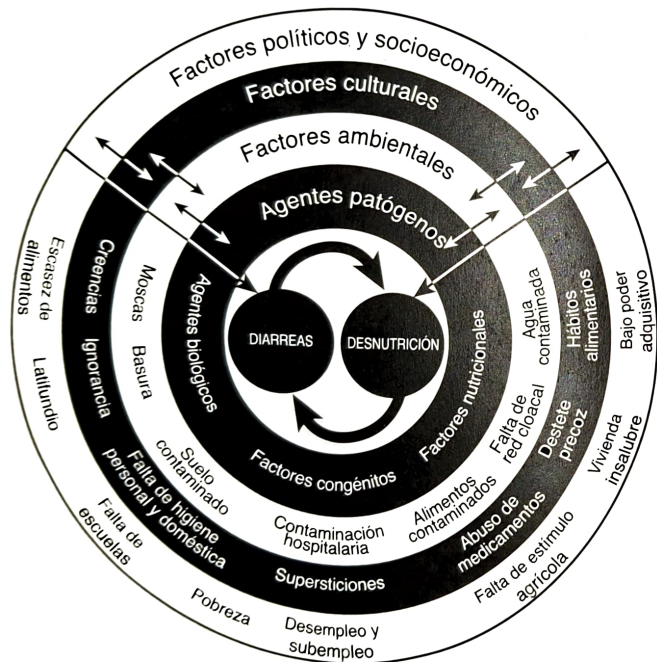 Factores políticos y socioeconómicos
Factores culturales
Factores ambientales
Agentes patógenos
DIARREAS
DESNUTRICIÓN
Agentes biológicos
Factores congénitos
Factores nutricionales
Moscas
Basura
Suelo
contaminado
Contaminación
hospitalaria
Alimentos
contaminados
Falta de
red cloacal
Agua
contaminada
Creencias
Ignorancia
Falta de higiene
personal y doméstica
Supersticiones
Abuso de
medicamentos
Destete
precoz
Hábitos
alimentarios
Escasez de
alimentos
Latifundio
Falta de
escuelas
Pobreza
Desempleo y
subempleo
Falta de estímulo
agrícola
Vivienda
insalubre
Bajo poder
adquisitivo